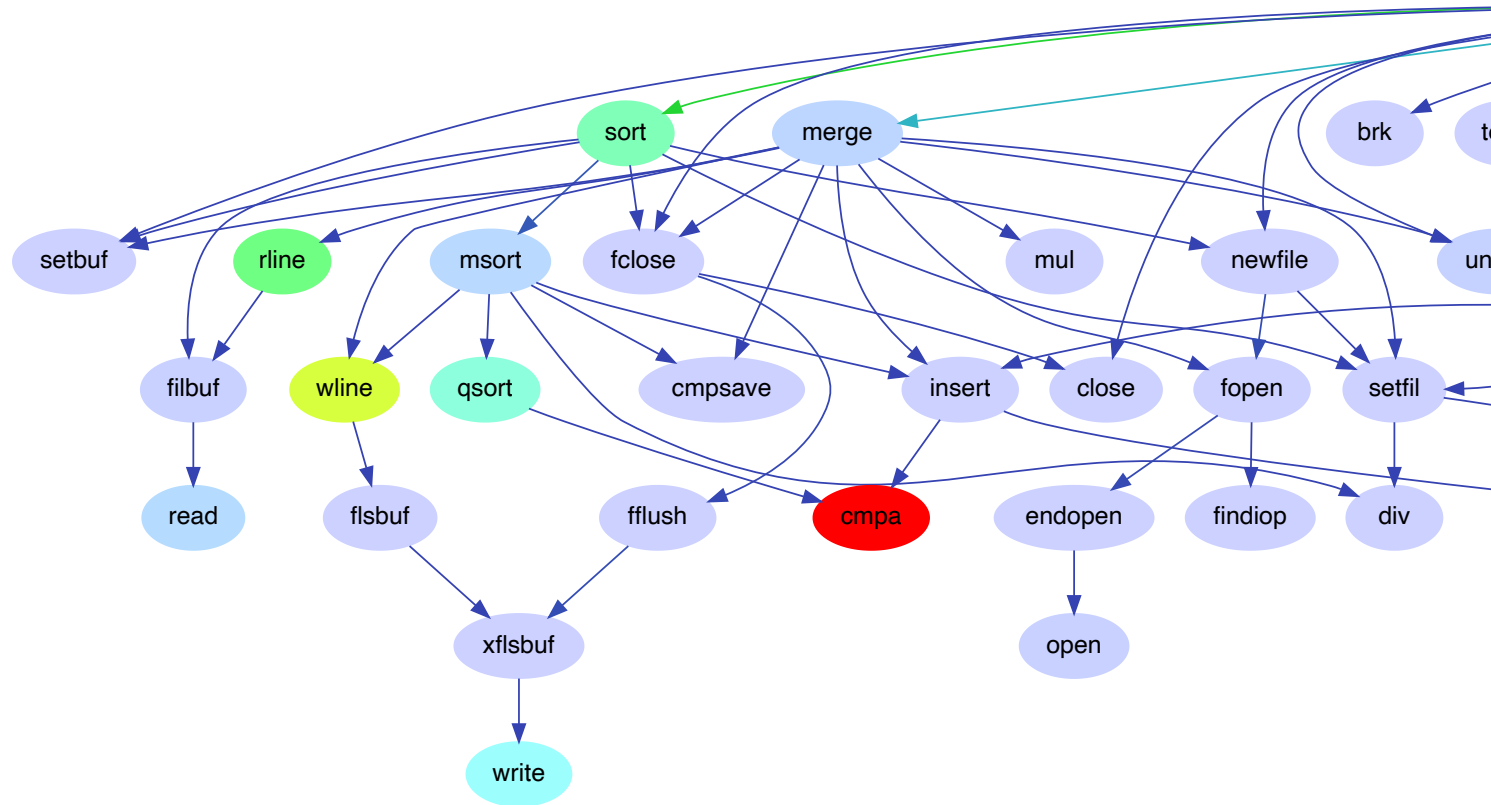 sort
merge
brk
setbuf
rline
msort
fclose
mul
newfile
filbuf
wline
qsort
cmpsave
insert
close
fopen
setfil
read
flsbuf
fflush
cmpa
endopen
findiop
div
xflsbuf
open
write